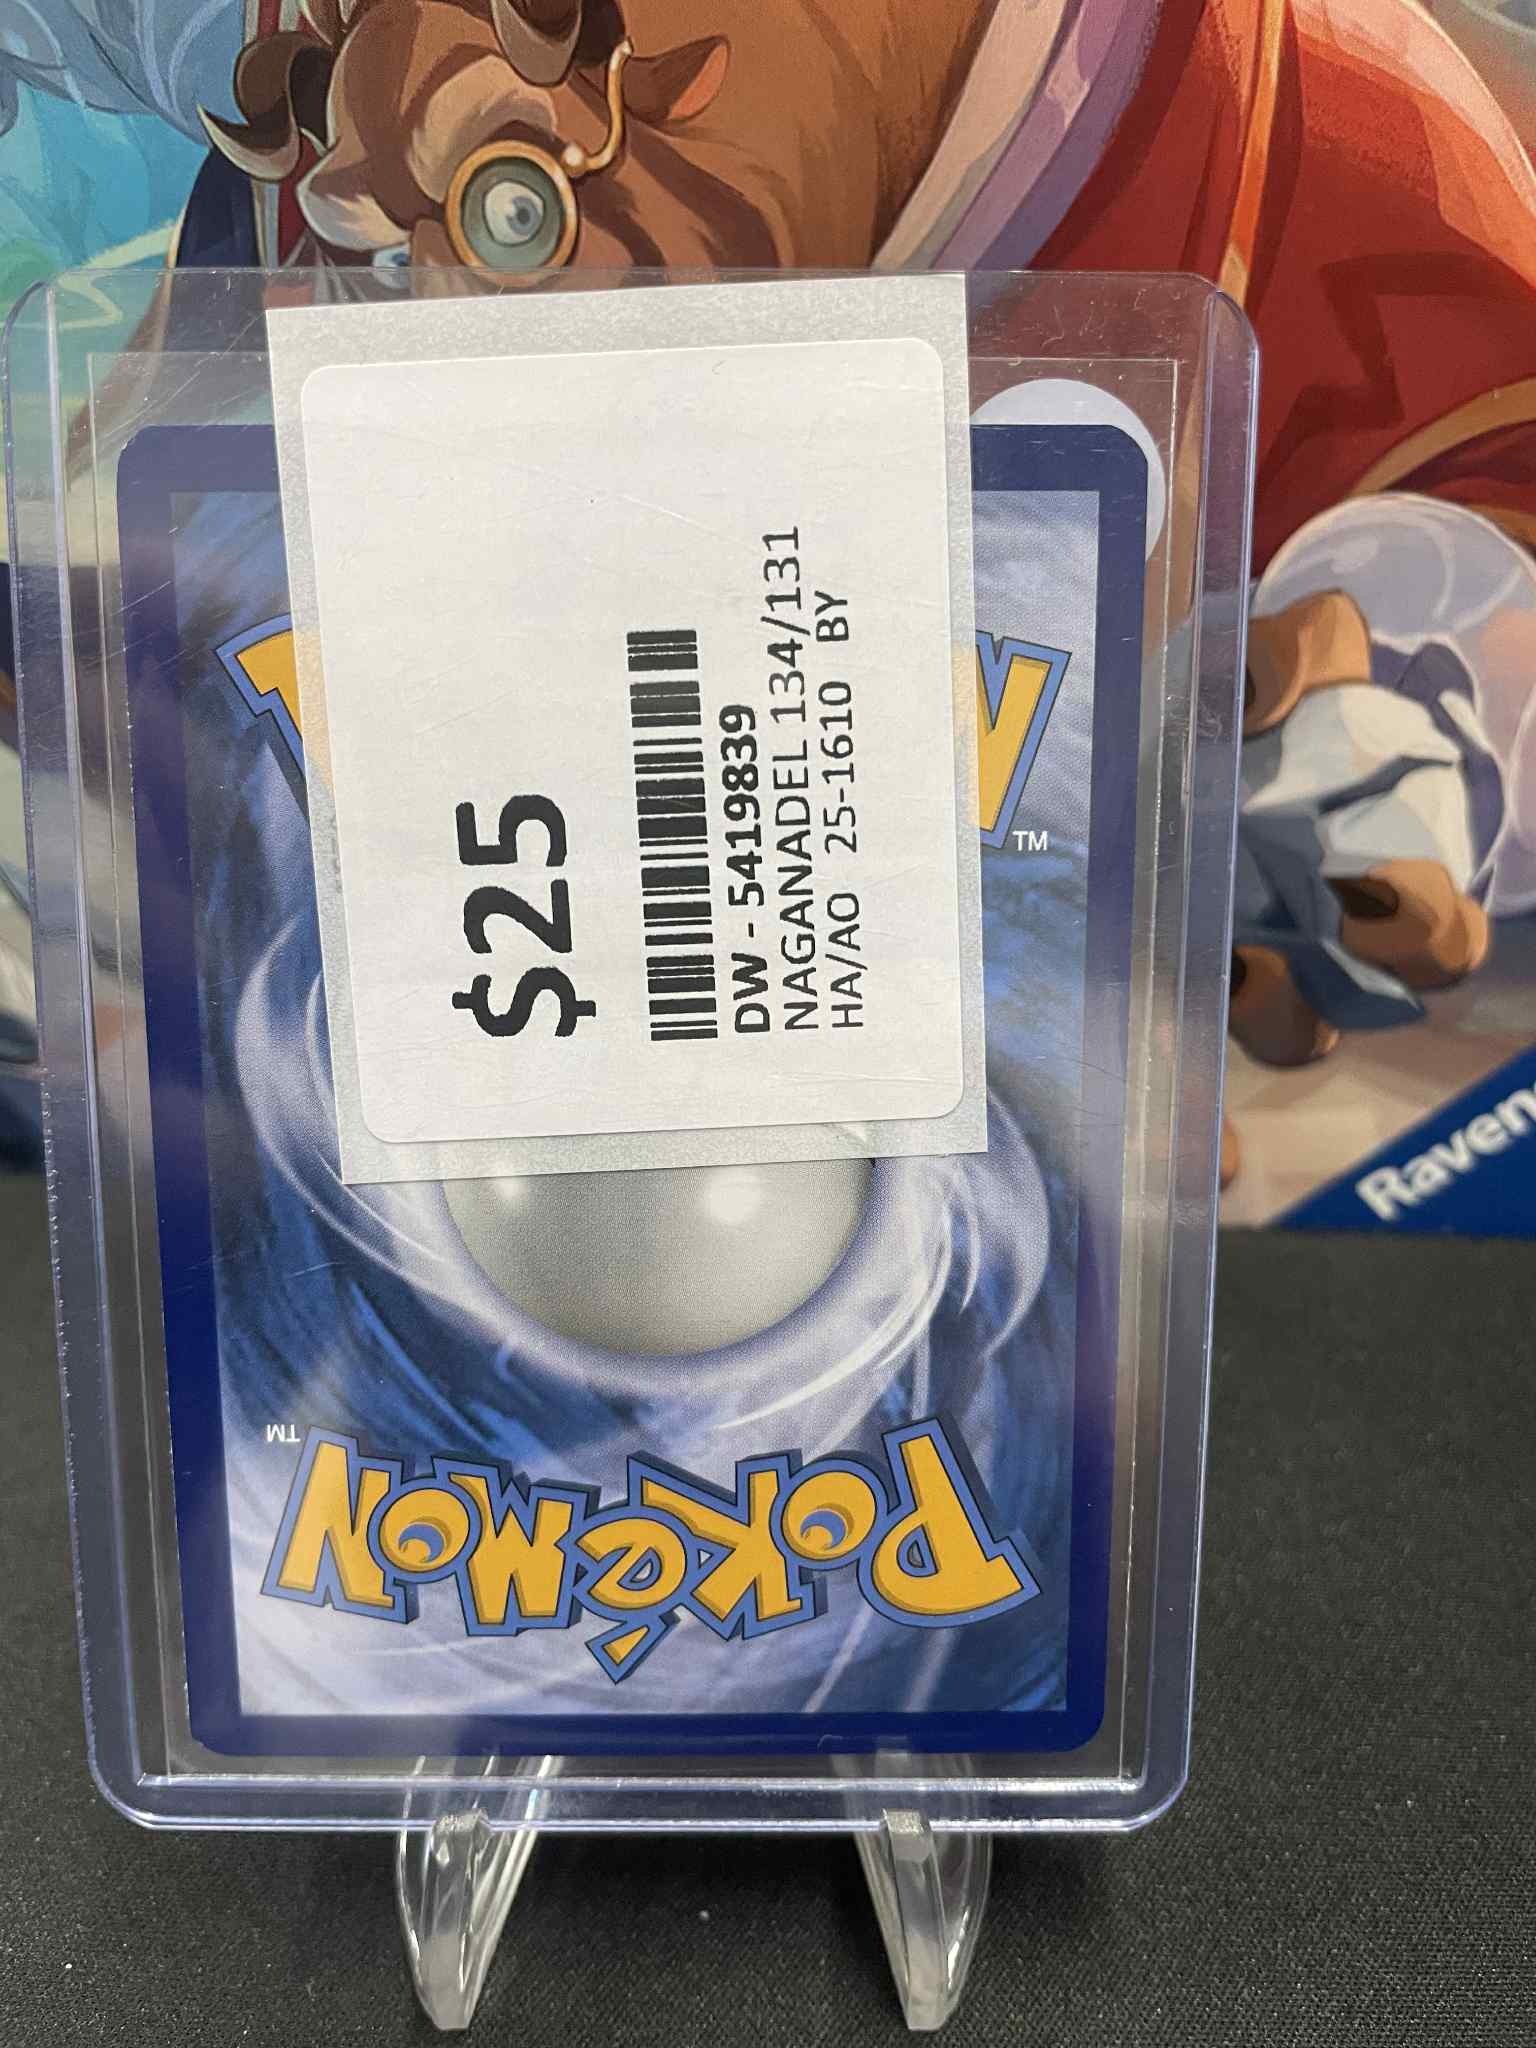 $25
DW - 5419839
NAGANADEL 134/131
HA/AO 25-1610 BY
TM
POKéMON
TM
Raven